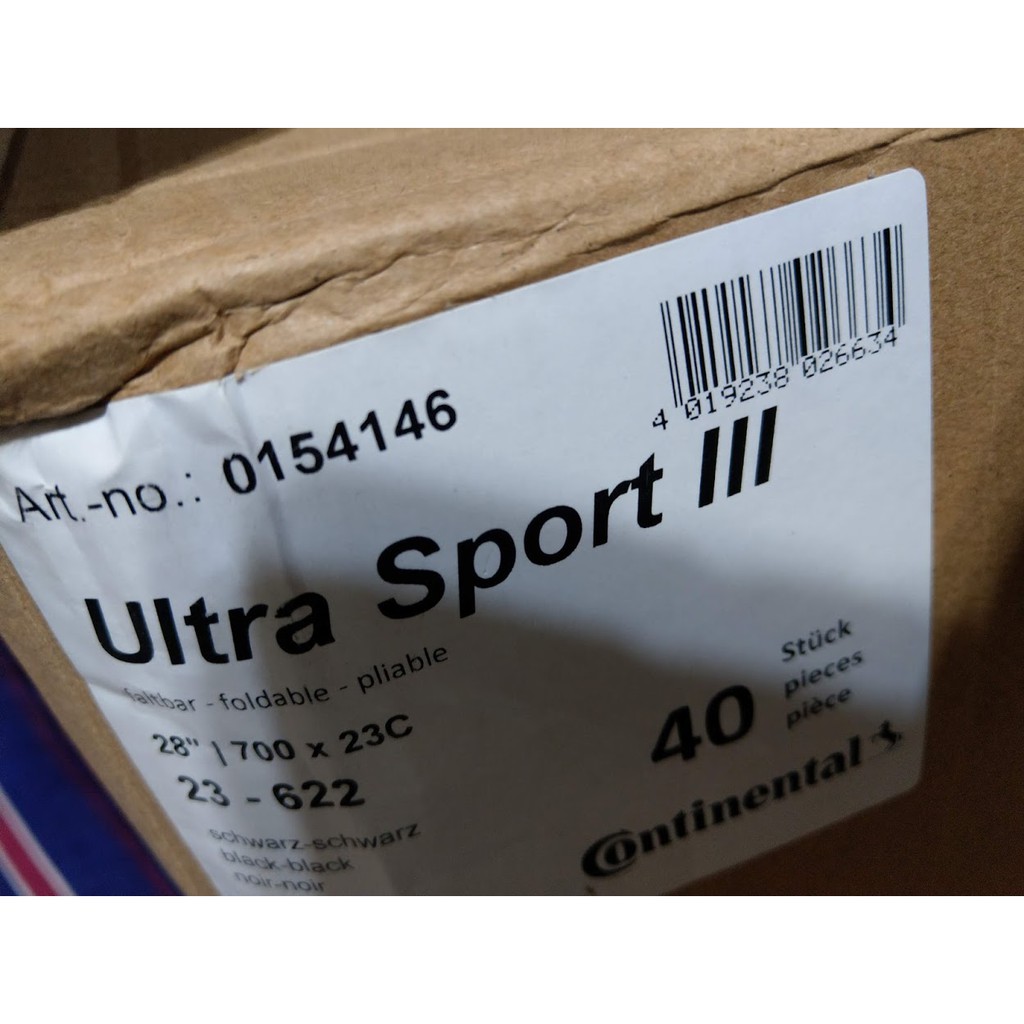 4 019238 026634
Art.-no.: 0154146
Ultra Sport III
faltbar - foldable - pliable
28" | 700 x 23C
23 - 622
schwarz-schwarz
black-black
noir-noir
40
Stück
pieces
pièce
Continental